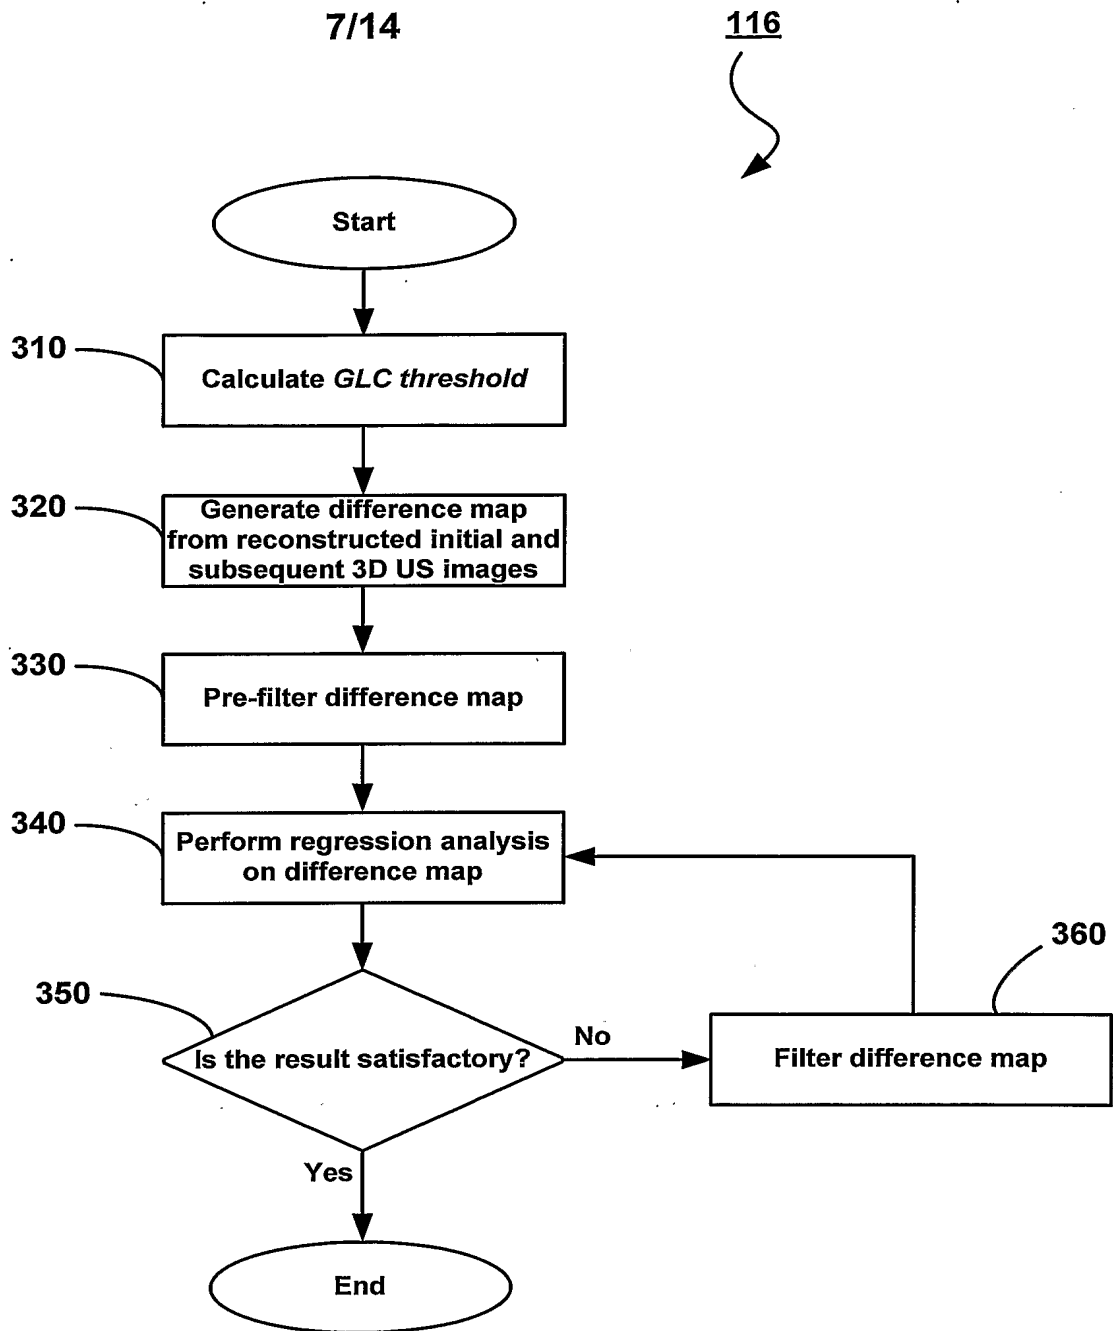 7/14
116
Start
310
Calculate GLC threshold
320
Generate difference map
from reconstructed initial and
subsequent 3D US images
330
Pre-filter difference map
340
Perform regression analysis
on difference map
360
350
Is the result satisfactory?
No
Filter difference map
Yes
End